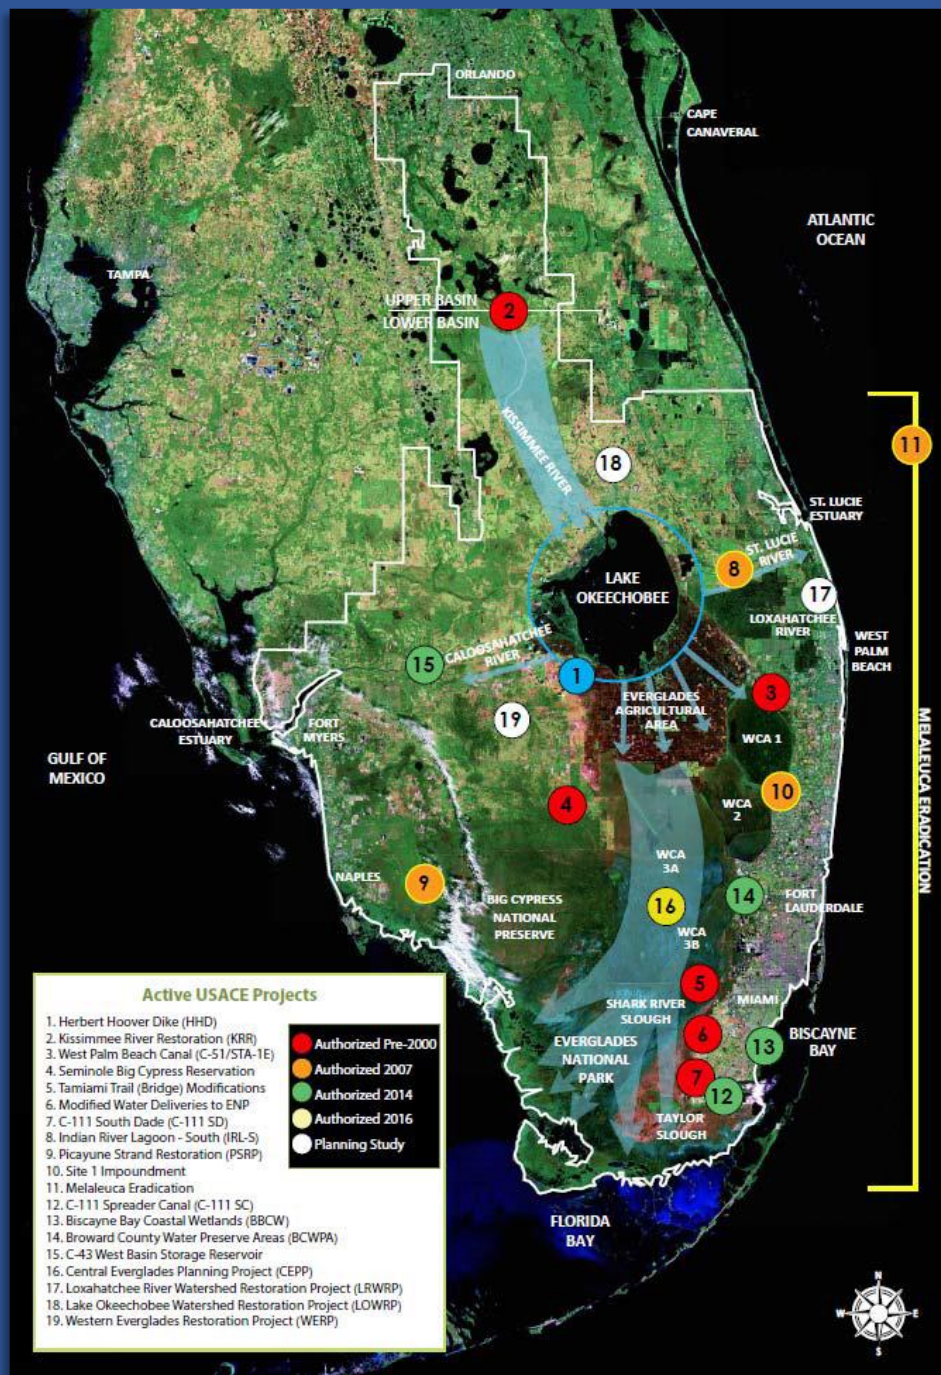 ORLANDO
CAPE
CANAVERAL
ATLANTIC
OCEAN
TAMPA
UPPER BASIN
2
LOWER BASIN
KISSIMMEE RIVER
11
18
ST. LUCIE
ESTUARY
ST. LUCIE
RIVER
8
LAKE
OKEECHOBEE
17
LOXAHATCHEE
RIVER
WEST
PALM
BEACH
15
CALOOSAHATCHEE
RIVER
1
3
EVERGLADES
AGRICULTURAL
AREA
19
CALOOSAHATCHEE
ESTUARY
FORT
MYERS
WCA 1
GULF OF
MEXICO
MELALEUCA ERADICATION
4
10
WCA
2
WCA
3A
NAPLES
9
BIG CYPRESS
NATIONAL
PRESERVE
16
14
FORT
LAUDERDALE
WCA
3B
5
SHARK RIVER
SLOUGH
MIAMI
EVERGLADES
NATIONAL
PARK
6
13
BISCAYNE
BAY
7
12
TAYLOR
SLOUGH
FLORIDA
BAY
Active USACE Projects
1. Herbert Hoover Dike (HHD)
2. Kissimmee River Restoration (KRR)
3. West Palm Beach Canal (C-51/STA-1E)
4. Seminole Big Cypress Reservation
5. Tamiami Trail (Bridge) Modifications
6. Modified Water Deliveries to ENP
7. C-111 South Dade (C-111 SD)
8. Indian River Lagoon - South (IRL-S)
9. Picayune Strand Restoration (PSRP)
10. Site 1 Impoundment
11. Melaleuca Eradication
12. C-111 Spreader Canal (C-111 SC)
13. Biscayne Bay Coastal Wetlands (BBCW)
14. Broward County Water Preserve Areas (BCWPA)
15. C-43 West Basin Storage Reservoir
16. Central Everglades Planning Project (CEPP)
17. Loxahatchee River Watershed Restoration Project (LRWRP)
18. Lake Okeechobee Watershed Restoration Project (LOWRP)
19. Western Everglades Restoration Project (WERP)
Authorized Pre-2000
Authorized 2007
Authorized 2014
Authorized 2016
Planning Study
N
W
E
S